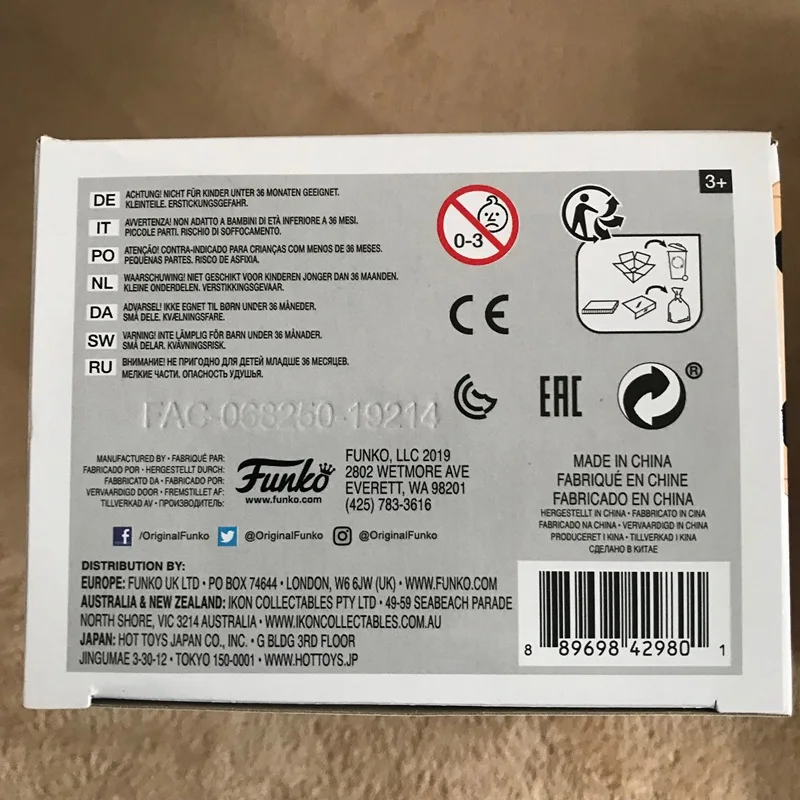 3+
DE ACHTUNG! NICHT FÜR KINDER UNTER 36 MONATEN GEEIGNET.
KLEINTEILE. ERSTICKUNGSGEFAHR.
IT AVVERTENZA! NON ADATTO A BAMBINI DI ETÀ INFERIORE A 36 MESI.
PICCOLE PARTI. RISCHIO DI SOFFOCAMENTO.
PO ATENÇÃO! CONTRA-INDICADO PARA CRIANÇAS COM MENOS DE 36 MESES.
PEQUENAS PARTES. RISCO DE ASFIXIA.
NL WAARSCHUWING! NIET GESCHIKT VOOR KINDEREN JONGER DAN 36 MAANDEN.
KLEINE ONDERDELEN. VERSTIKKINGSGEVAAR.
DA ADVARSEL! IKKE EGNET TIL BØRN UNDER 36 MÅNEDER.
SMÅ DELE. KVÆLNINGSFARE.
SW VARNING! INTE LÄMPLIG FÖR BARN UNDER 36 MÅNADER.
SMÅ DELAR. KVÄVNINGSRISK.
RU ВНИМАНИЕ! НЕ ПРИГОДНО ДЛЯ ДЕТЕЙ МЛАДШЕ 36 МЕСЯЦЕВ.
МЕЛКИЕ ЧАСТИ. ОПАСНОСТЬ УДУШЬЯ.
0-3
CE
EAC
®
FAC-068250-19214
MANUFACTURED BY • FABRIQUÉ PAR:
FABRICADO POR • HERGESTELLT DURCH:
FABBRICATO DA • FABRICADO POR:
VERVAARDIGD DOOR • FREMSTILLET AF:
TILLVERKAD AV • ПРОИЗВОДИТЕЛЬ:
Funko
www.funko.com
FUNKO, LLC 2019
2802 WETMORE AVE
EVERETT, WA 98201
(425) 783-3616
MADE IN CHINA
FABRIQUÉ EN CHINE
FABRICADO EN CHINA
HERGESTELLT IN CHINA • FABBRICATO IN CINA
FABRICADO NA CHINA • VERVAARDIGD IN CHINA
PRODUCERET I KINA • TILLVERKAD I KINA
СДЕЛАНО В КИТАЕ
/OriginalFunko @OriginalFunko @OriginalFunko
DISTRIBUTION BY:
EUROPE: FUNKO UK LTD • PO BOX 74644 • LONDON, W6 6JW (UK) • WWW.FUNKO.COM
AUSTRALIA & NEW ZEALAND: IKON COLLECTABLES PTY LTD • 49-59 SEABEACH PARADE
NORTH SHORE, VIC 3214 AUSTRALIA • WWW.IKONCOLLECTABLES.COM.AU
JAPAN: HOT TOYS JAPAN CO., INC. • G BLDG 3RD FLOOR
JINGUMAE 3-30-12 • TOKYO 150-0001 • WWW.HOTTOYS.JP
8 89698 42980 1